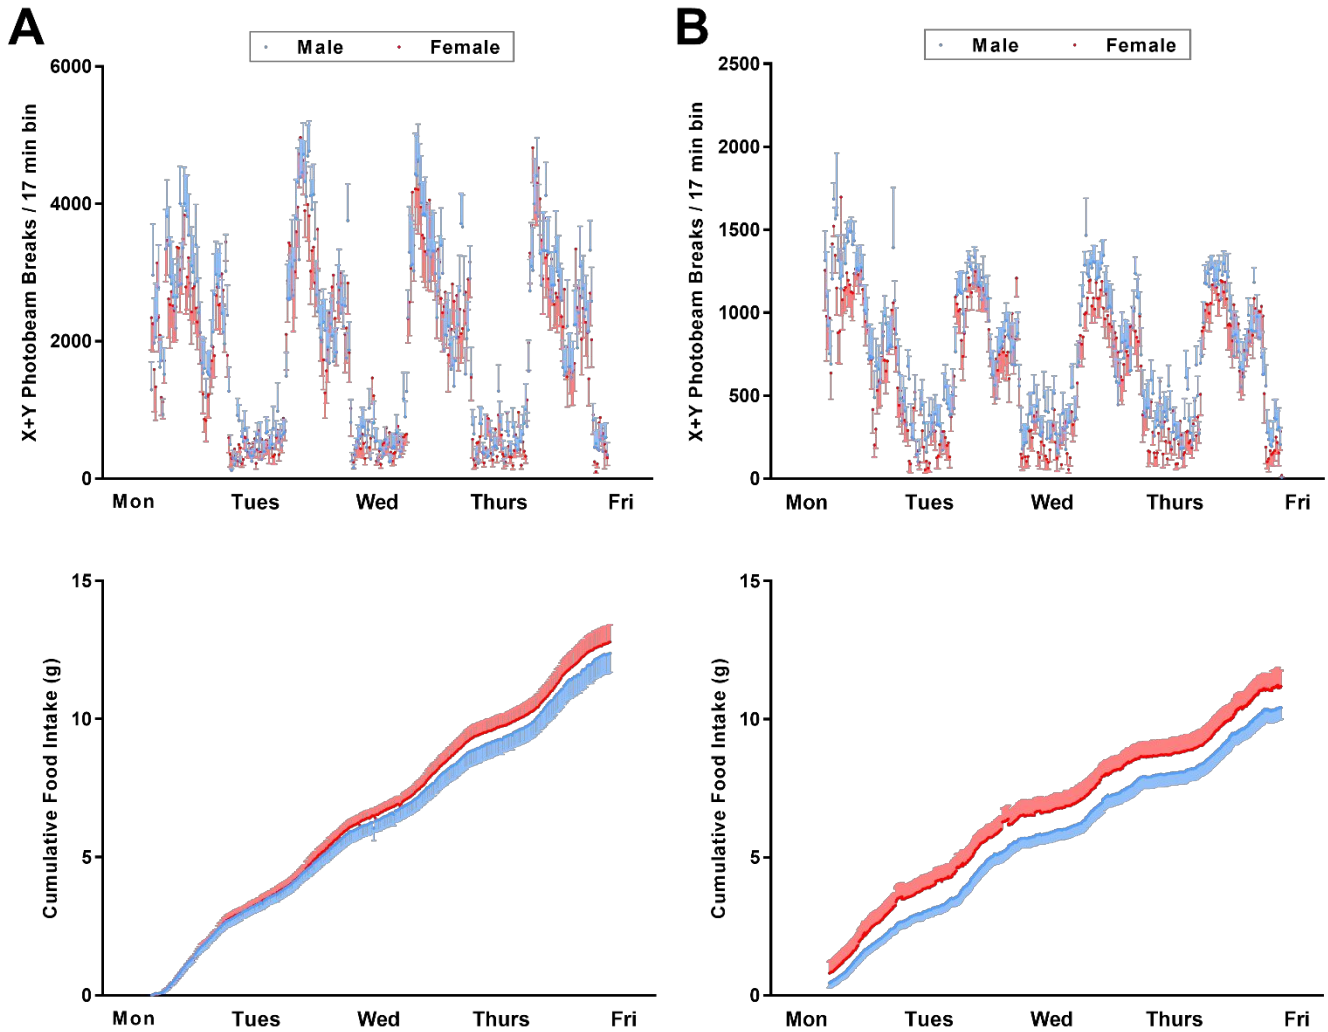 A
Male Female
6000
4000
2000
0
X+Y Photobeam Breaks / 17 min bin
Mon Tues Wed Thurs Fri
B
Male Female
2500
2000
1500
1000
500
0
X+Y Photobeam Breaks / 17 min bin
Mon Tues Wed Thurs Fri
15
10
5
0
Cumulative Food Intake (g)
Mon Tues Wed Thurs Fri
15
10
5
0
Cumulative Food Intake (g)
Mon Tues Wed Thurs Fri